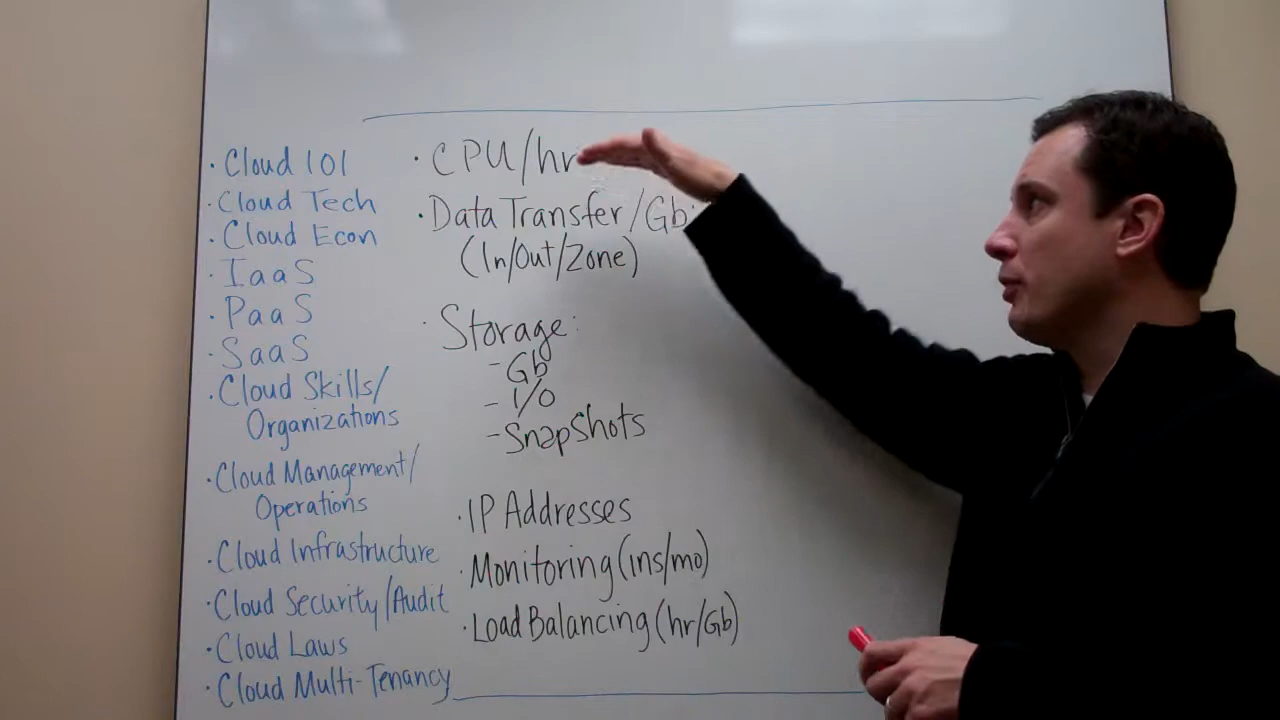 · Cloud 101
· Cloud Tech
· Cloud Econ
· IaaS
· PaaS
· SaaS
· Cloud Skills/
Organizations
· Cloud Management/
Operations
· Cloud Infrastructure
· Cloud Security/Audit
· Cloud Laws
· Cloud Multi-Tenancy
· CPU/hr
· Data Transfer/Gb
(In/Out/Zone)
· Storage:
- Gb
- I/O
- SnapShots
· IP Addresses
· Monitoring (ins/mo)
· Load Balancing (hr/Gb)